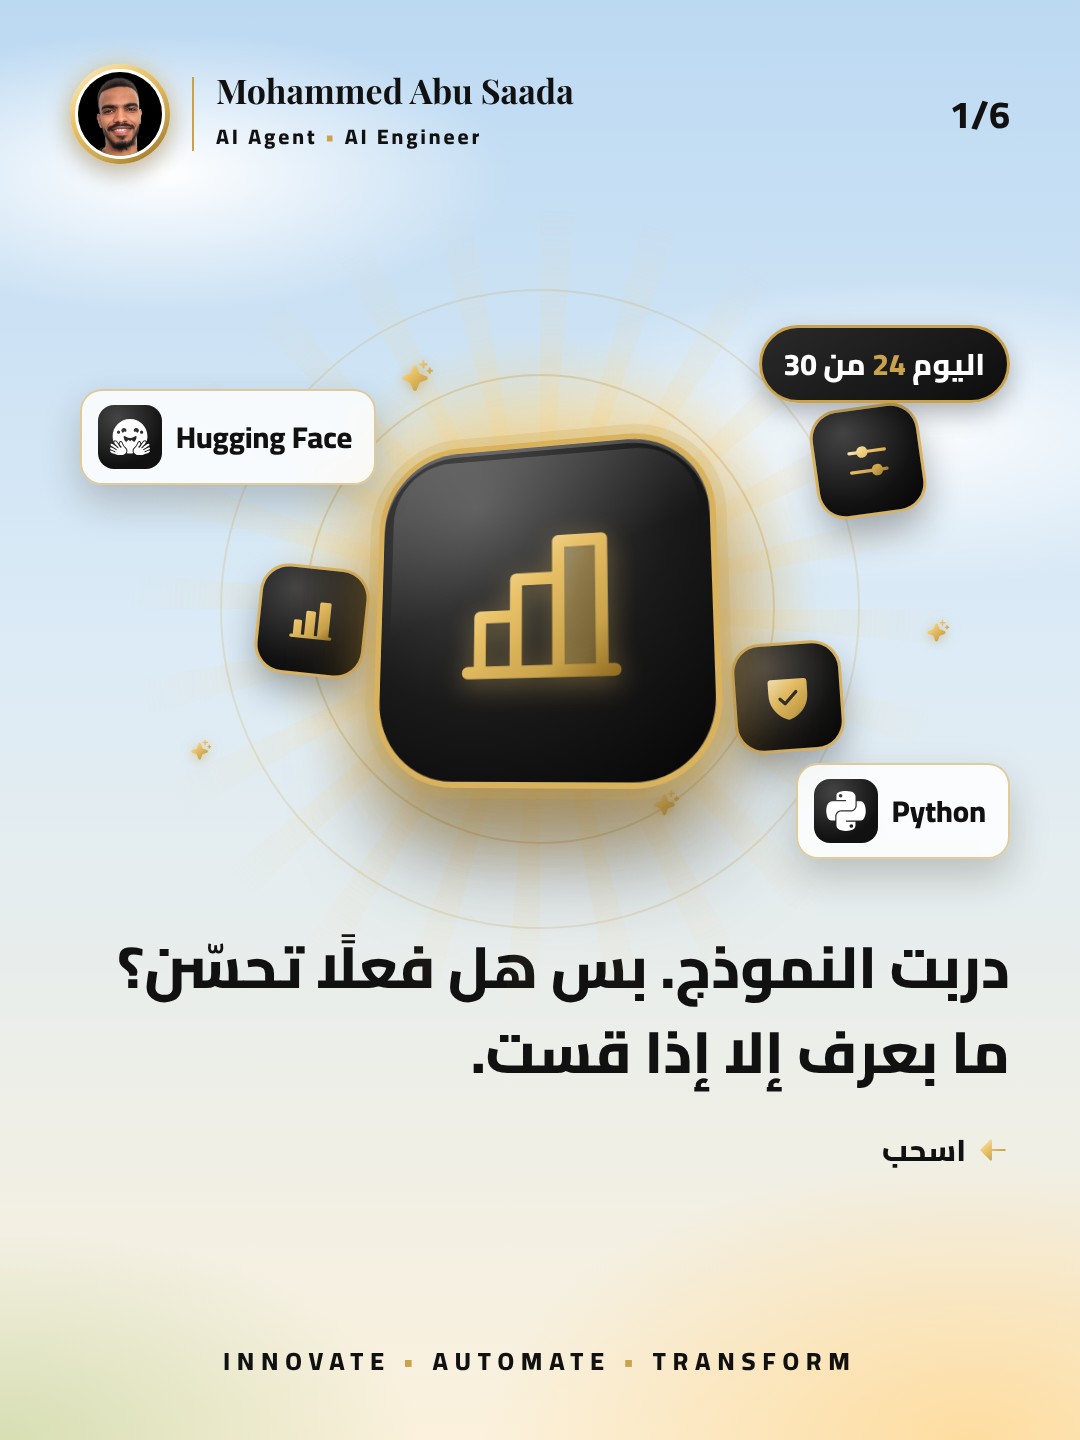 Mohammed Abu Saada
AI Agent ▪ AI Engineer
1/6
اليوم 24 من 30
Hugging Face
Python
دربت النموذج. بس هل فعلًا تحسّن؟
ما بعرف إلا إذا قست.
اسحب
INNOVATE ▪ AUTOMATE ▪ TRANSFORM